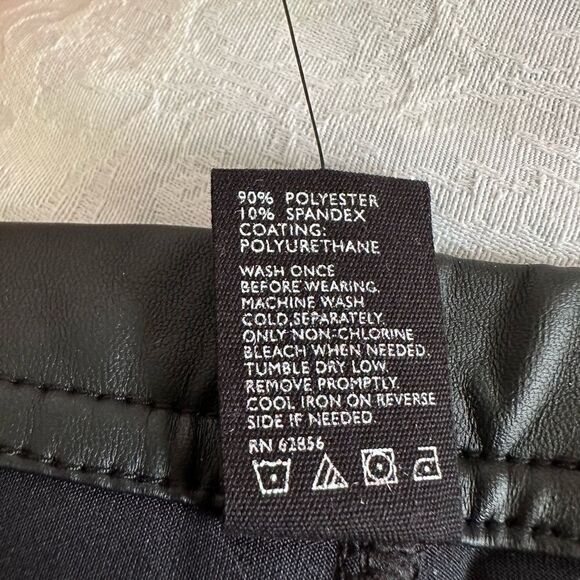 90% POLYESTER
10% SPANDEX
COATING:
POLYURETHANE
WASH ONCE
BEFORE WEARING.
MACHINE WASH
COLD,SEPARATELY.
ONLY NON-CHLORINE
BLEACH WHEN NEEDED.
TUMBLE DRY LOW.
REMOVE PROMPTLY.
COOL IRON ON REVERSE
SIDE IF NEEDED.
RN 62856